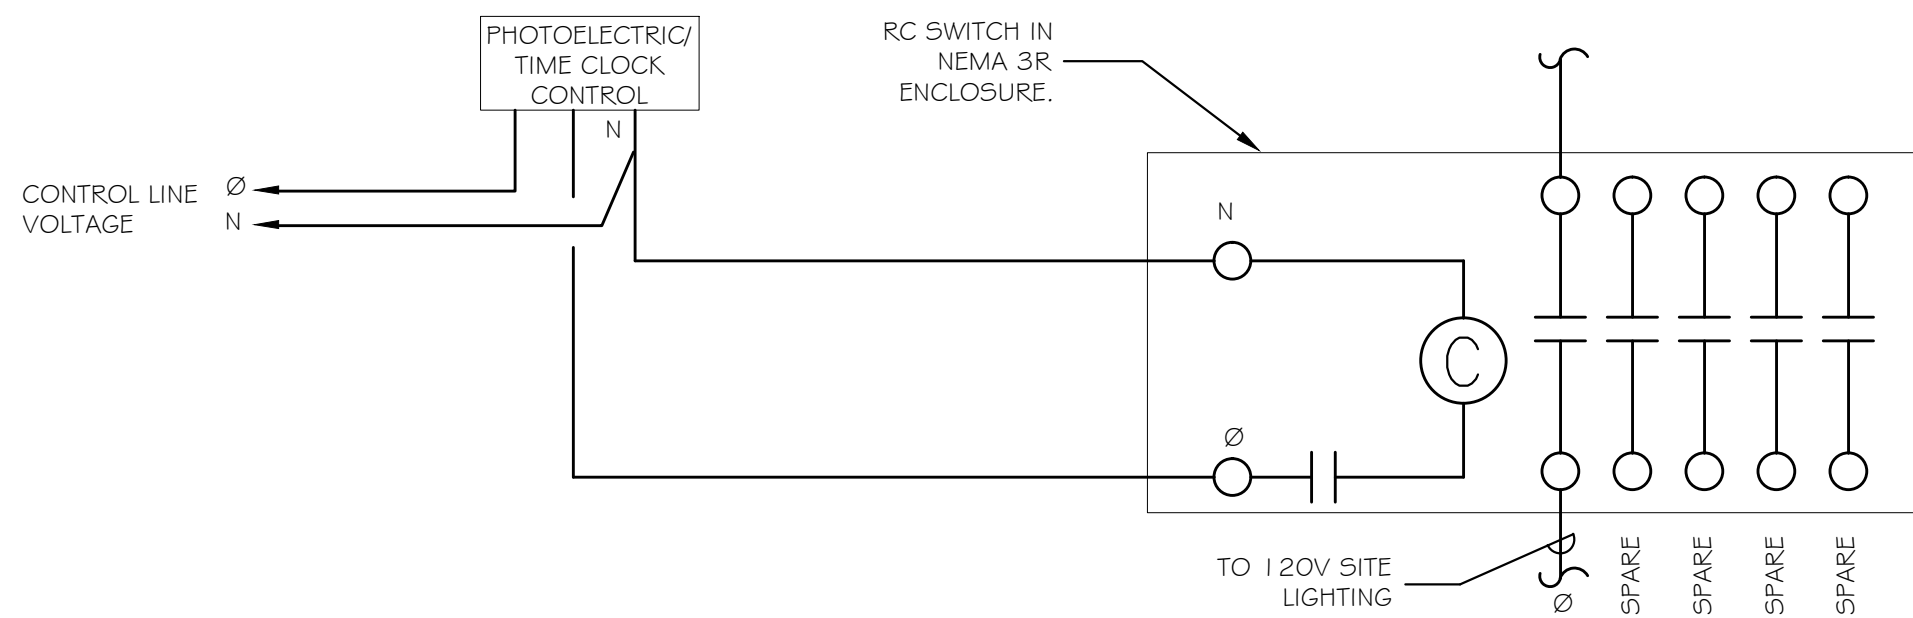 PHOTOELECTRIC/
TIME CLOCK
CONTROL
N
RC SWITCH IN
NEMA 3R
ENCLOSURE.
CONTROL LINE
VOLTAGE
Ø
N
N
C
Ø
TO 120V SITE
LIGHTING
Ø
SPARE
SPARE
SPARE
SPARE